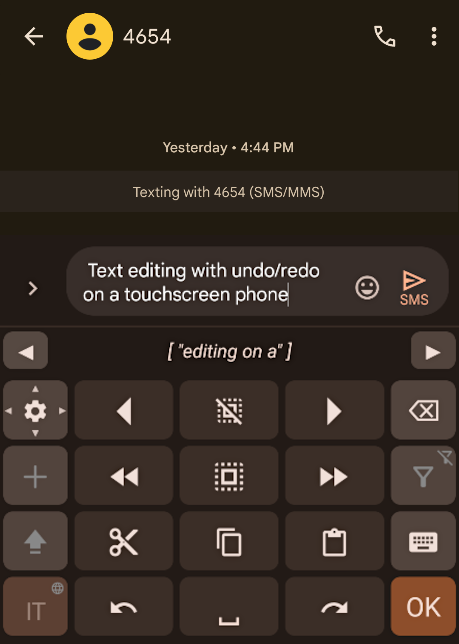 4654
Yesterday • 4:44 PM
Texting with 4654 (SMS/MMS)
Text editing with undo/redo
on a touchscreen phone
SMS
[ "editing on a" ]
IT
OK